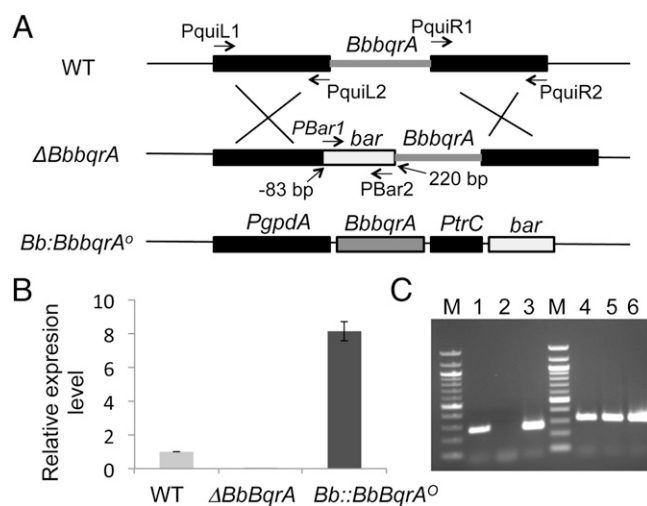 A
PquiL1
BbbqrA
PquiR1
WT
PquiL2
PquiR2
PBar1
bar
BbbqrA
ΔBbbqrA
-83 bp
PBar2
220 bp
PgpdA
BbbqrA
PtrC
bar
Bb:BbbqrAᵒ
B
Relative expression
level
10
8
6
4
2
0
WT
ΔBbBqrA
Bb::BbBqrAᴼ
C
M 1 2 3 M 4 5 6